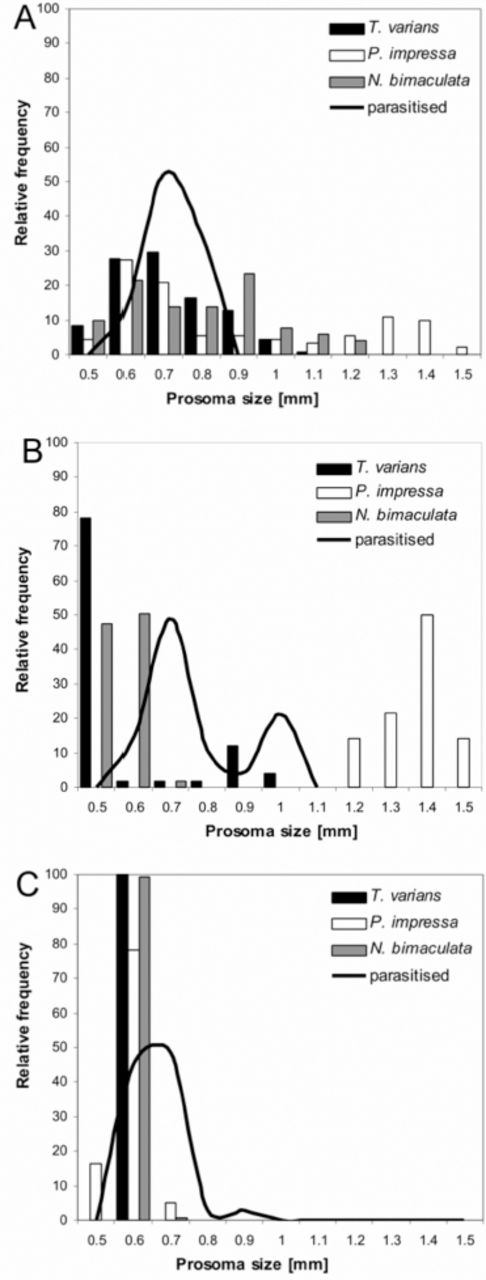 A
100
90
80
70
60
50
40
30
20
10
0
Relative frequency
T. varians
P. impressa
N. bimaculata
parasitised
0.5 0.6 0.7 0.8 0.9 1 1.1 1.2 1.3 1.4 1.5
Prosoma size [mm]
B
100
90
80
70
60
50
40
30
20
10
0
Relative frequency
T. varians
P. impressa
N. bimaculata
parasitised
0.5 0.6 0.7 0.8 0.9 1 1.1 1.2 1.3 1.4 1.5
Prosoma size [mm]
C
100
90
80
70
60
50
40
30
20
10
0
Relative frequency
T. varians
P. impressa
N. bimaculata
parasitised
0.5 0.6 0.7 0.8 0.9 1 1.1 1.2 1.3 1.4 1.5
Prosoma size [mm]